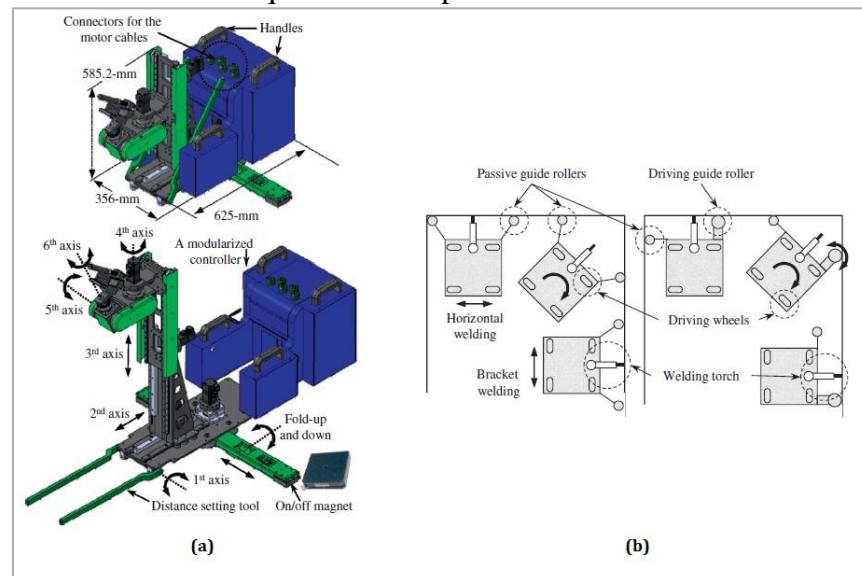 Connectors for the
motor cables
Handles
585.2-mm
356-mm
625-mm
4th axis
6th axis
A modularized
controller
5th axis
3rd axis
2nd axis
Fold-up
and down
1st axis
Distance setting tool
On/off magnet
(a)
Passive guide rollers
Driving guide roller
Horizontal
welding
Driving wheels
Bracket
welding
Welding torch
(b)